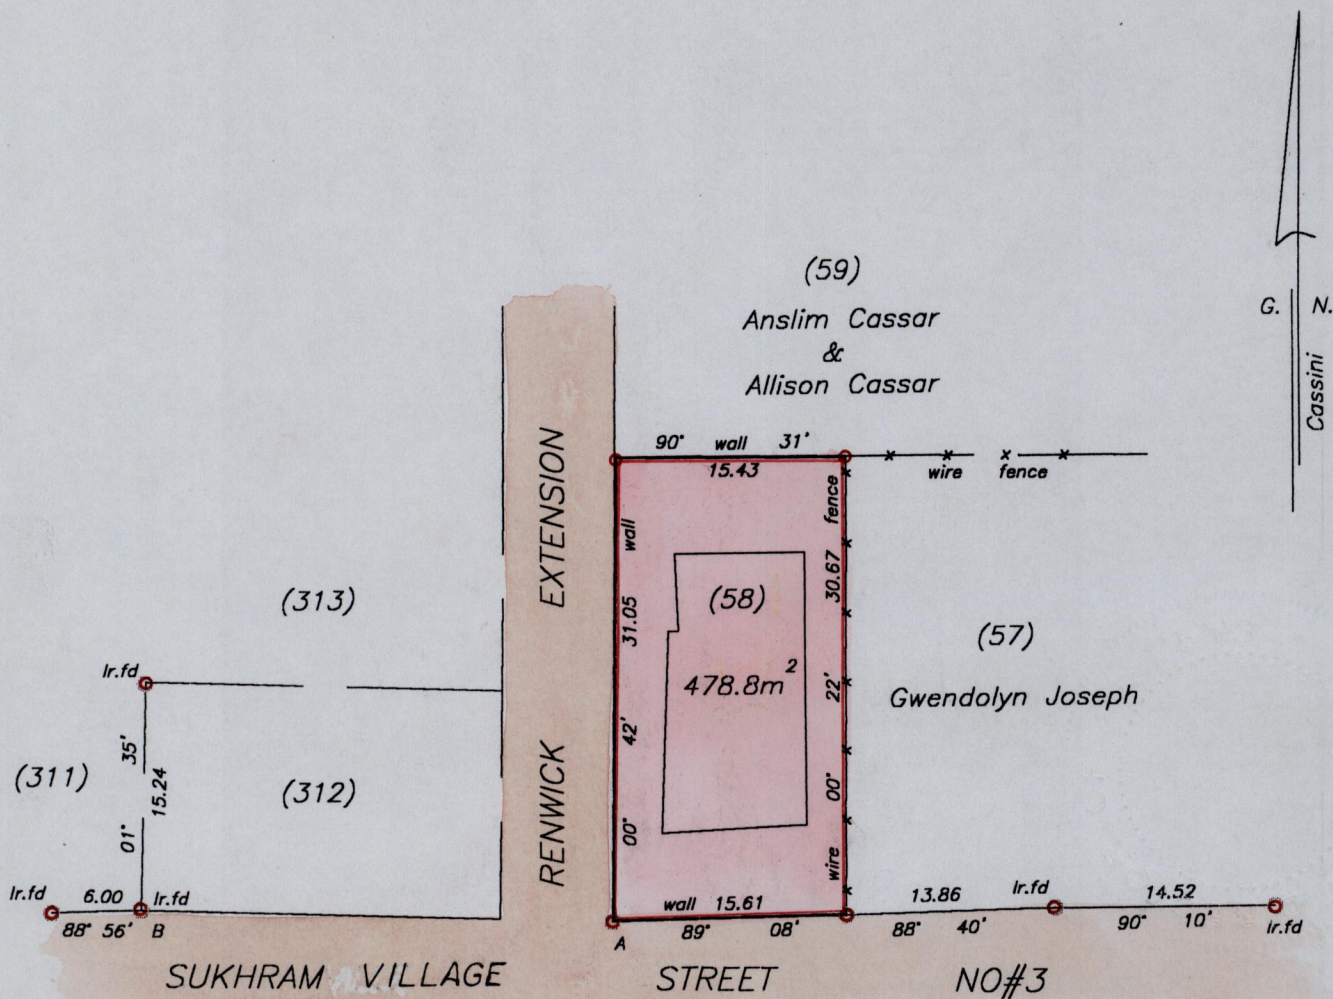 (59)
Anslim Cassar
&
Allison Cassar
G. N.
Cassini
90° wall 31'
15.43
wire fence
wall
31.05
42'
00°
fence
30.67
22'
00°
wire
(58)
478.8m²
(57)
Gwendolyn Joseph
RENWICK EXTENSION
(313)
Ir.fd
35'
15.24
01°
(311)
(312)
Ir.fd
6.00
Ir.fd
88° 56'
B
wall 15.61
89° 08'
A
13.86
88° 40'
Ir.fd
14.52
90° 10'
ir.fd
SUKHRAM VILLAGE STREET NO#3